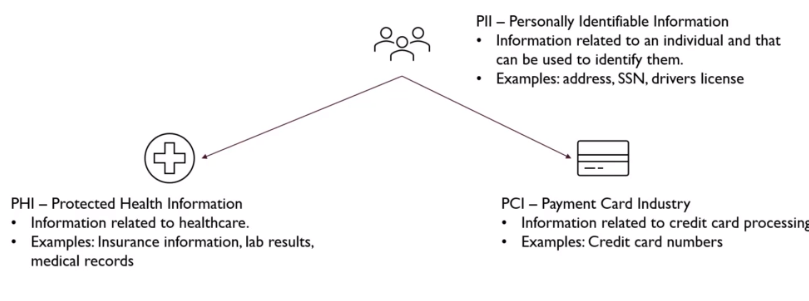 PII – Personally Identifiable Information
• Information related to an individual and that
can be used to identify them.
• Examples: address, SSN, drivers license
PHI – Protected Health Information
• Information related to healthcare.
• Examples: Insurance information, lab results,
medical records
PCI – Payment Card Industry
• Information related to credit card processing
• Examples: Credit card numbers